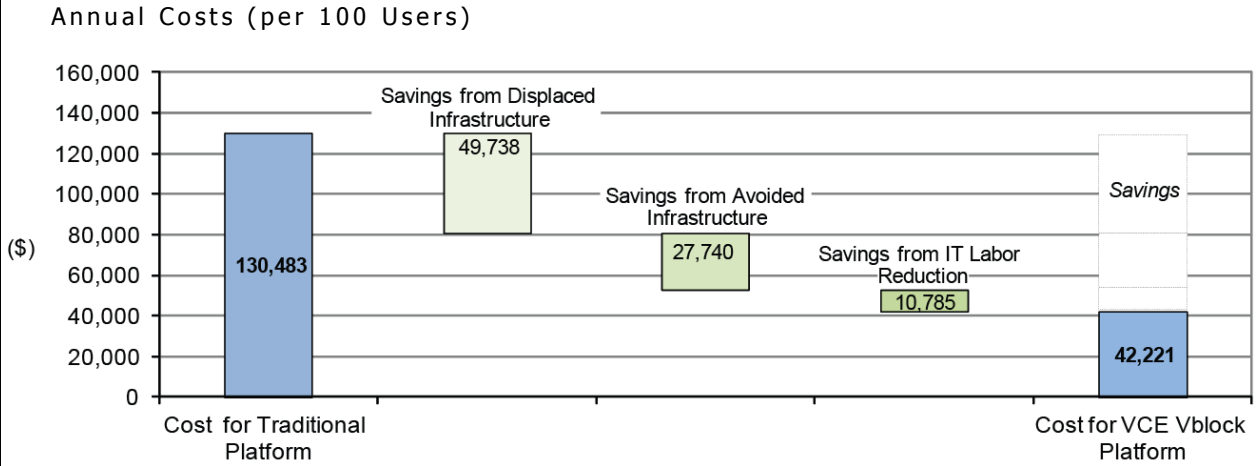 Annual Costs (per 100 Users)
160,000
140,000
120,000
100,000
80,000
60,000
40,000
20,000
0
($)
Savings from Displaced
Infrastructure
49,738
Savings from Avoided
Infrastructure
27,740
Savings from IT Labor
Reduction
10,785
Savings
130,483
42,221
Cost for Traditional
Platform
Cost for VCE Vblock
Platform